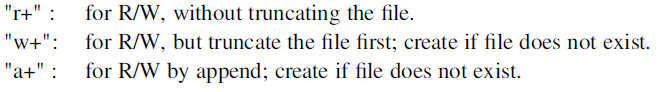 "r+" : for R/W, without truncating the file.
"w+": for R/W, but truncate the file first; create if file does not exist.
"a+" : for R/W by append; create if file does not exist.